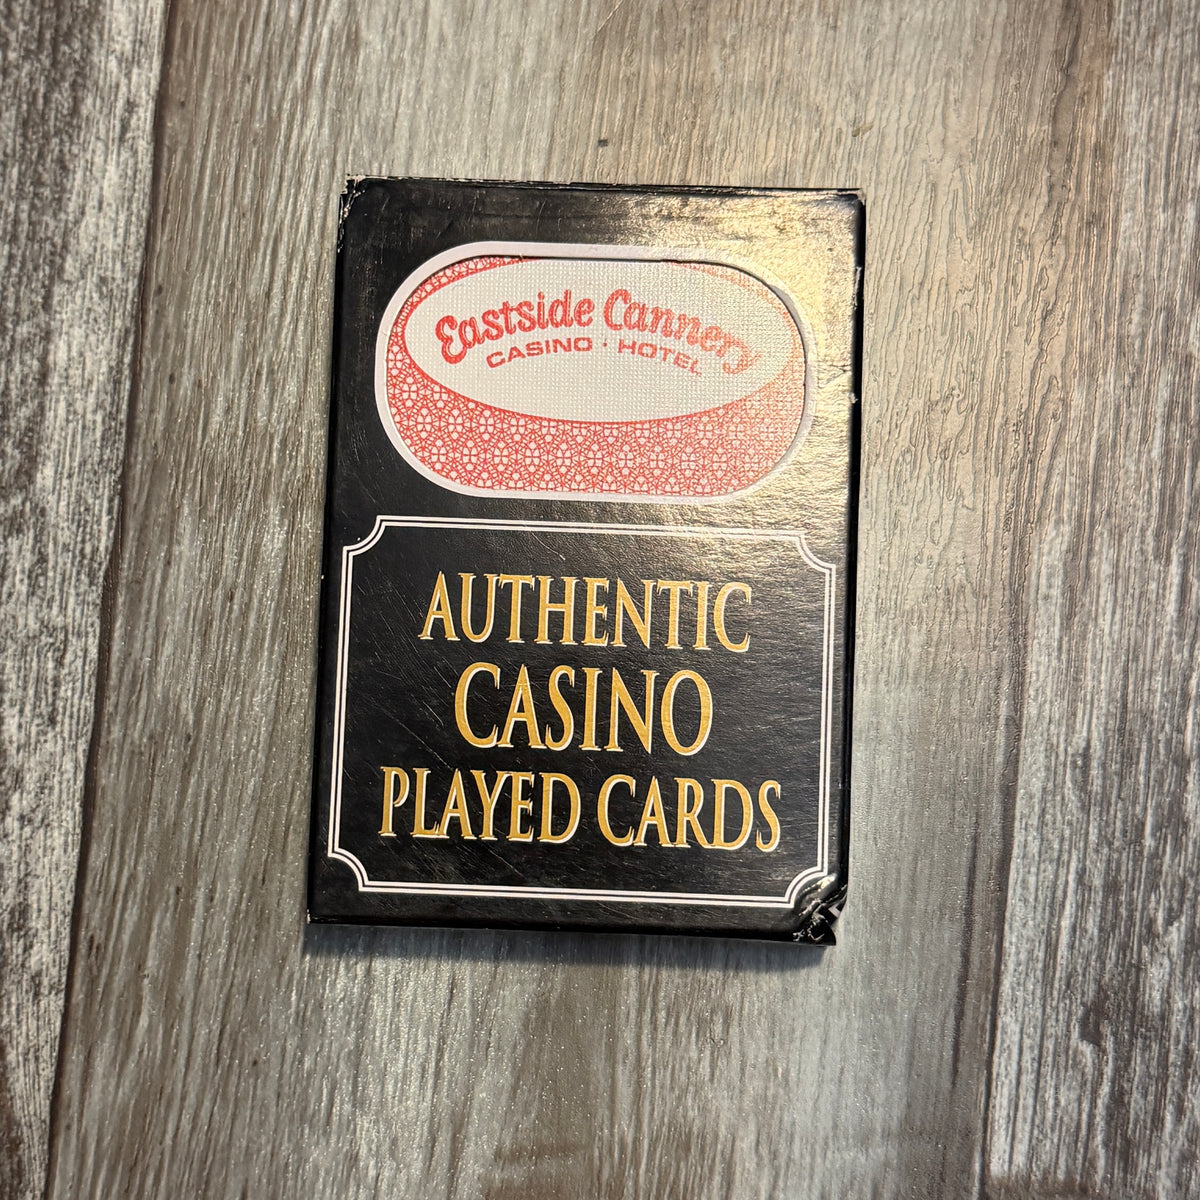 Eastside Cannery
CASINO · HOTEL
AUTHENTIC
CASINO
PLAYED CARDS